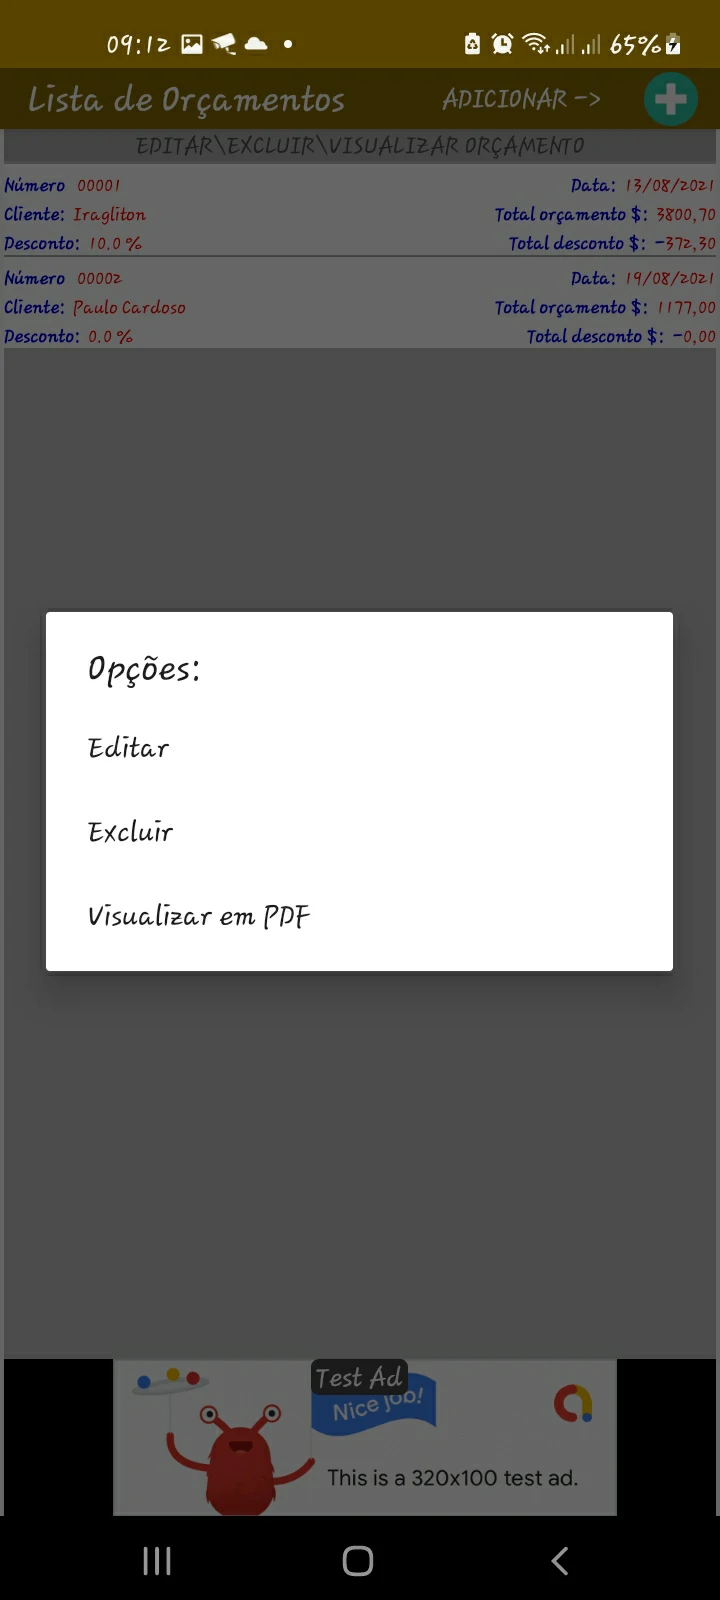 09:12 65%
Lista de Orçamentos ADICIONAR ->
EDITAR\EXCLUIR\VISUALIZAR ORÇAMENTO
Número 00001 Data: 13/08/2021
Cliente: Iragliton Total orçamento $: 3800,70
Desconto: 10.0 % Total desconto $: -372,30
Número 00002 Data: 19/08/2021
Cliente: Paulo Cardoso Total orçamento $: 1177,00
Desconto: 0.0 % Total desconto $: -0,00
Opções:
Editar
Excluir
Visualizar em PDF
Test Ad
Nice job!
This is a 320x100 test ad.